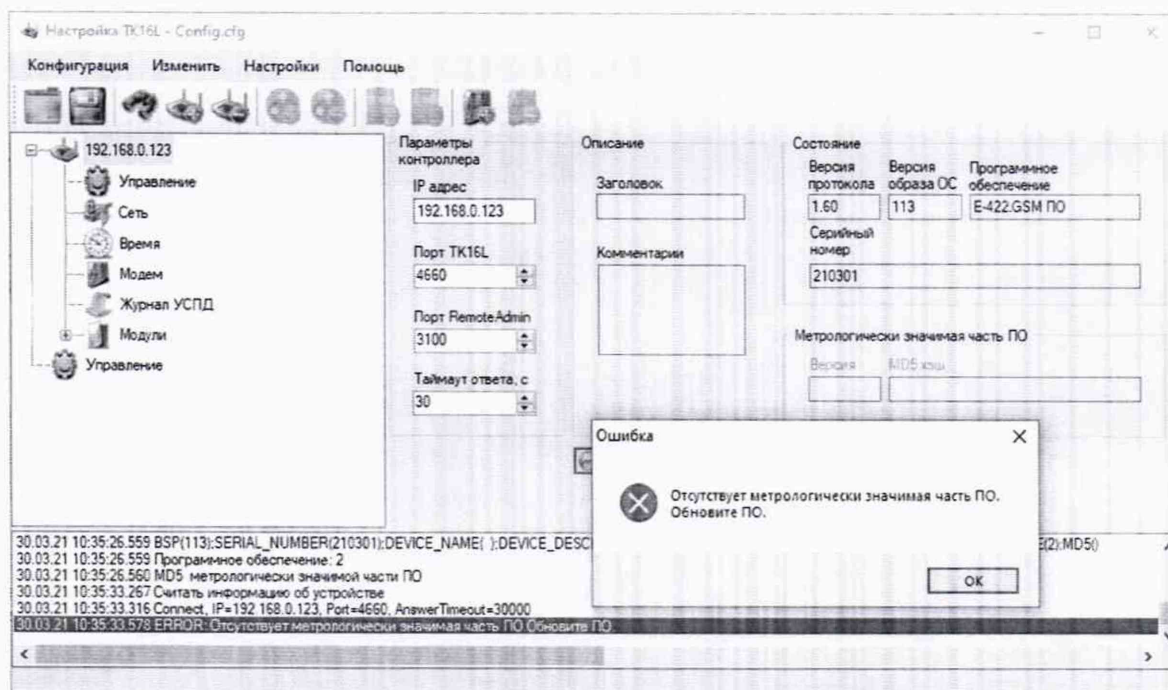 Настройка TK16L - Config.cfg
Конфигурация Изменить Настройки Помощь
192.168.0.123
Управление
Сеть
Время
Модем
Журнал УСПД
Модули
Управление
Параметры
контроллера
IP адрес
192.168.0.123
Порт TK16L
4660
Порт RemoteAdmin
3100
Таймаут ответа, с
30
Описание
Заголовок
Комментарии
Состояние
Версия
протокола
1.60
Версия
образа ОС
113
Программное
обеспечение
E-422.GSM ПО
Серийный
номер
210301
Метрологически значимая часть ПО
Версия MD5 хэш
Ошибка
Отсутствует метрологически значимая часть ПО.
Обновите ПО.
OK
30.03.21 10:35:26.559 BSP(113);SERIAL_NUMBER(210301);DEVICE_NAME( );DEVICE_DESC E(2);MD5()
30.03.21 10:35:26.559 Программное обеспечение: 2
30.03.21 10:35:26.560 MD5 метрологически значимой части ПО
30.03.21 10:35:33.267 Считать информацию об устройстве
30.03.21 10:35:33.316 Connect, IP=192.168.0.123, Port=4660, AnswerTimeout=30000
30.03.21 10:35:33.578 ERROR: Отсутствует метрологически значимая часть ПО.Обновите ПО.